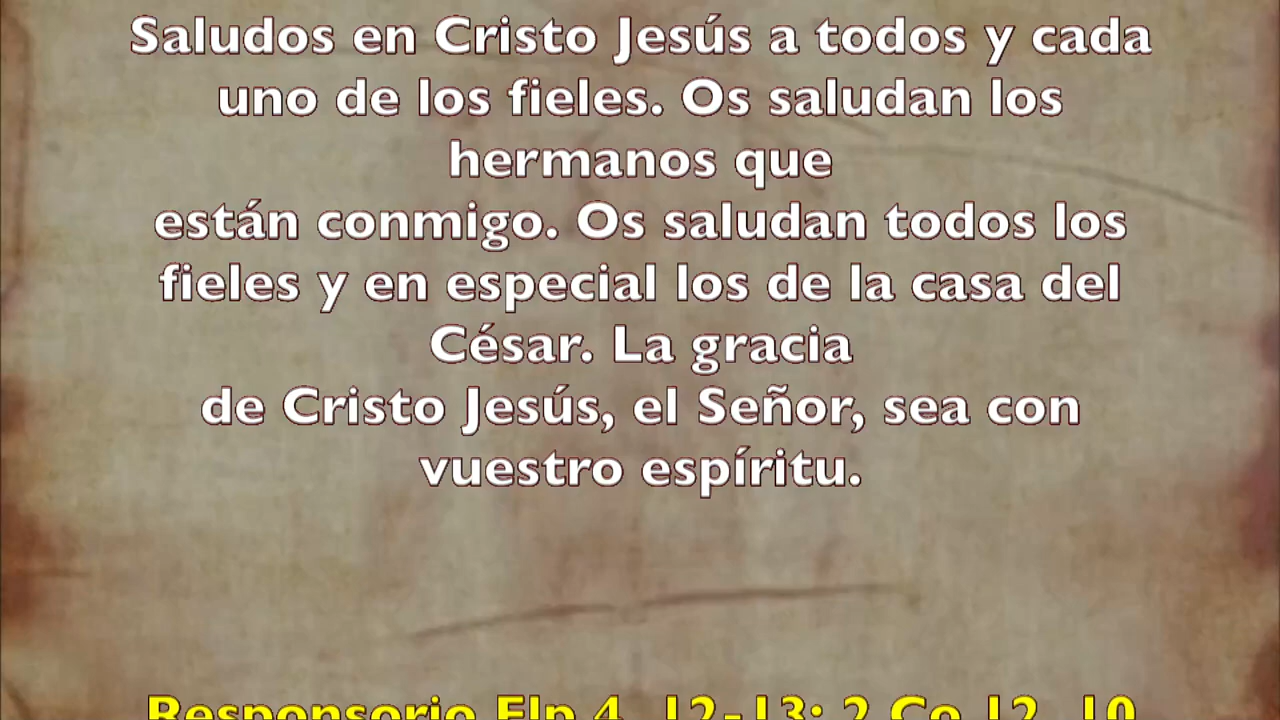 Saludos en Cristo Jesús a todos y cada
uno de los fieles. Os saludan los
hermanos que
están conmigo. Os saludan todos los
fieles y en especial los de la casa del
César. La gracia
de Cristo Jesús, el Señor, sea con
vuestro espíritu.
Responsorio Flp 4, 12-13; 2 Co 12, 10